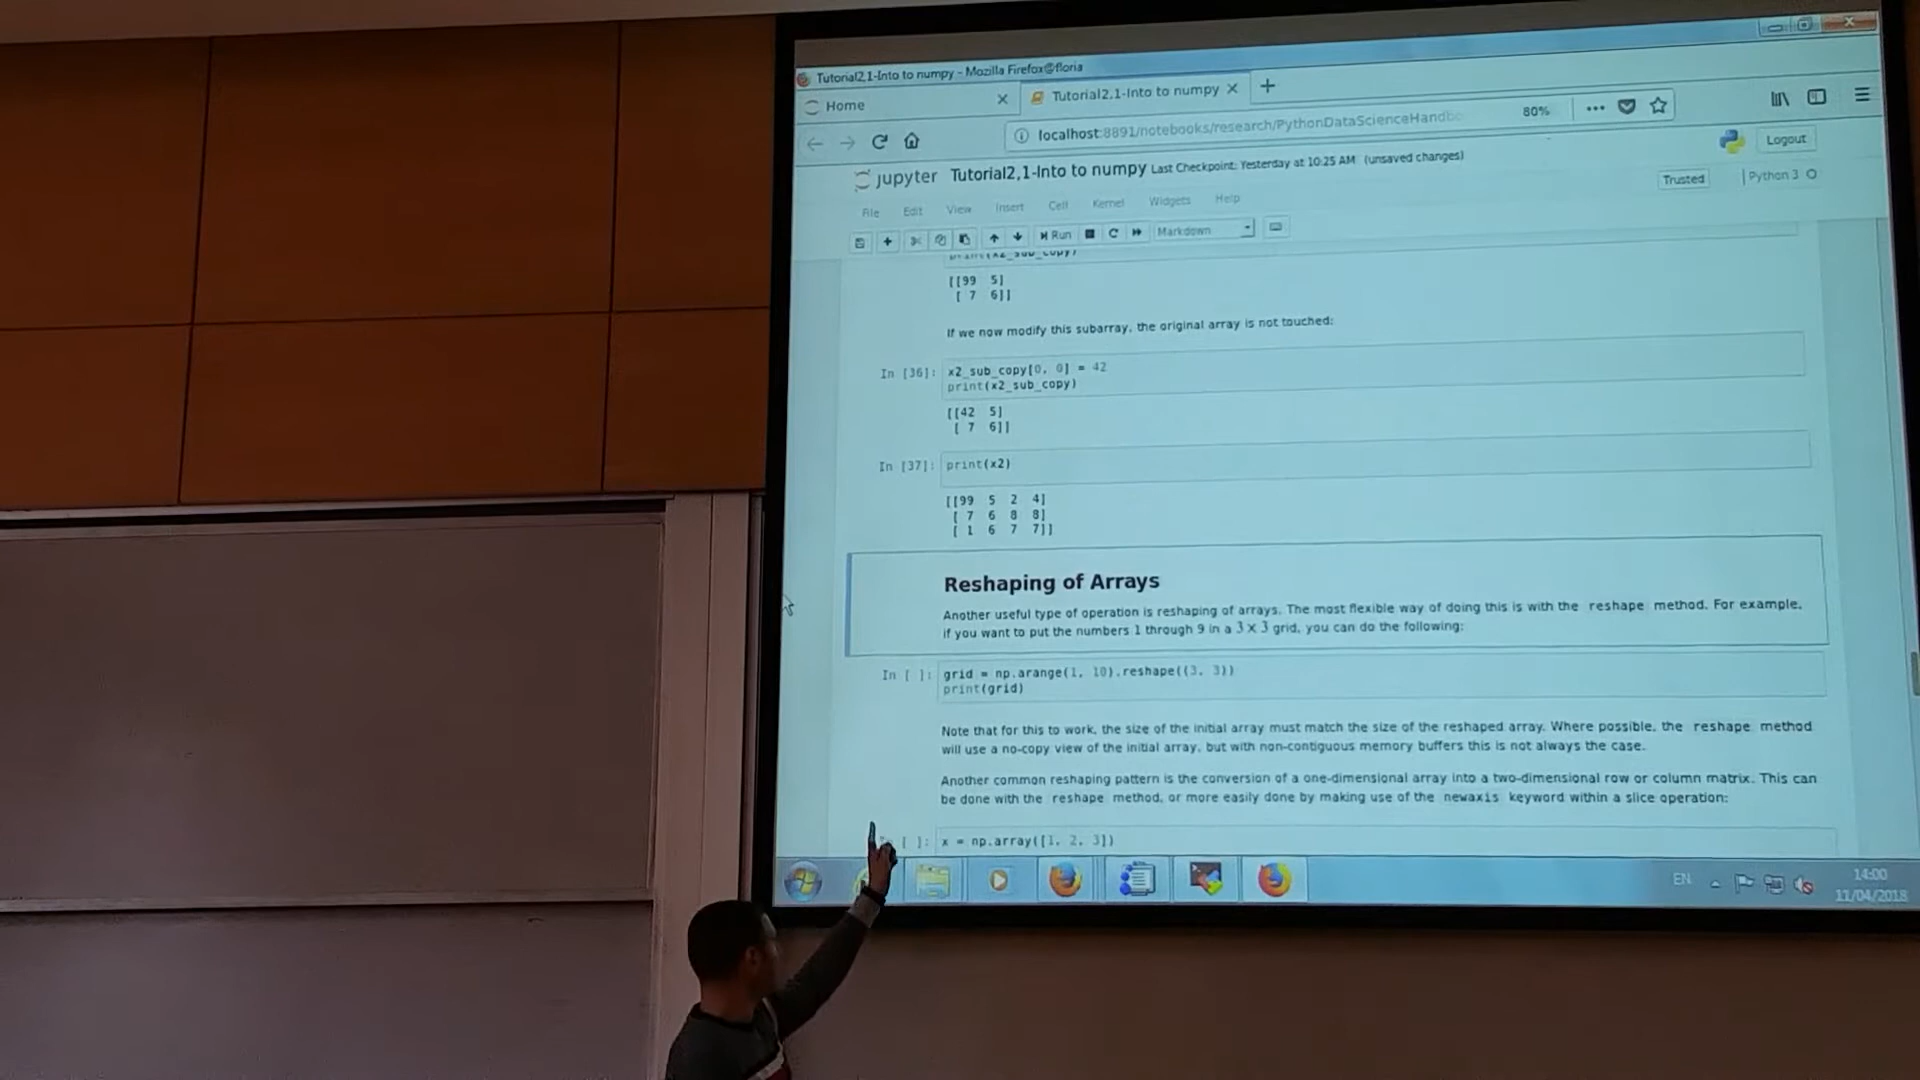 Tutorial2,1-Into to numpy - Mozilla Firefox@floria
Home
Tutorial2,1-Into to numpy
localhost:8891/notebooks/research/PythonDataScienceHandbo
80%
jupyter Tutorial2,1-Into to numpy Last Checkpoint: Yesterday at 10:25 AM (unsaved changes)
Logout
File Edit View Insert Cell Kernel Widgets Help
Trusted
Python 3
Run
Markdown
print(x2_sub_copy)
[[99 5]
[ 7 6]]
If we now modify this subarray, the original array is not touched:
In [36]: x2_sub_copy[0, 0] = 42
print(x2_sub_copy)
[[42 5]
[ 7 6]]
In [37]: print(x2)
[[99 5 2 4]
[ 7 6 8 8]
[ 1 6 7 7]]
Reshaping of Arrays
Another useful type of operation is reshaping of arrays. The most flexible way of doing this is with the reshape method. For example,
if you want to put the numbers 1 through 9 in a 3 × 3 grid, you can do the following:
In [ ]: grid = np.arange(1, 10).reshape((3, 3))
print(grid)
Note that for this to work, the size of the initial array must match the size of the reshaped array. Where possible, the reshape method
will use a no-copy view of the initial array, but with non-contiguous memory buffers this is not always the case.
Another common reshaping pattern is the conversion of a one-dimensional array into a two-dimensional row or column matrix. This can
be done with the reshape method, or more easily done by making use of the newaxis keyword within a slice operation:
[ ]: x = np.array([1, 2, 3])
EN
14:00
11/04/2018